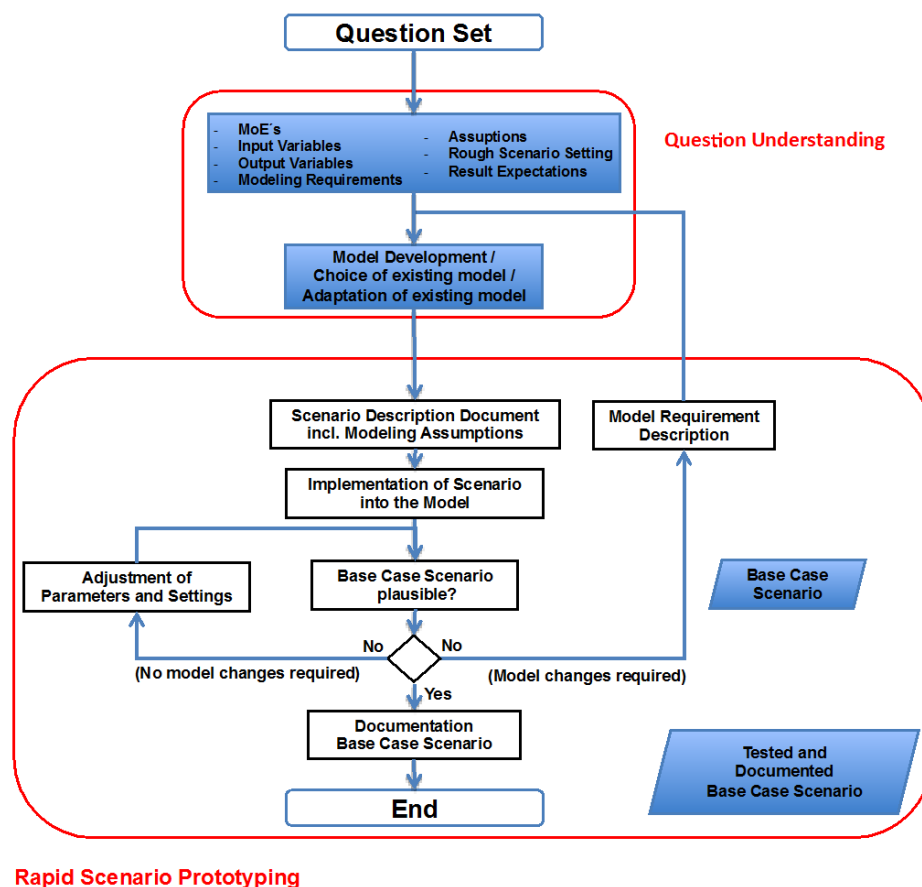 Question Set
- MoE's
- Input Variables
- Output Variables
- Modeling Requirements
- Assuptions
- Rough Scenario Setting
- Result Expectations
Question Understanding
Model Development /
Choice of existing model /
Adaptation of existing model
Scenario Description Document
incl. Modeling Assumptions
Model Requirement
Description
Implementation of Scenario
into the Model
Adjustment of
Parameters and Settings
Base Case Scenario
plausible?
Base Case
Scenario
No
No
(No model changes required)
(Model changes required)
Yes
Documentation
Base Case Scenario
Tested and
Documented
Base Case Scenario
End
Rapid Scenario Prototyping